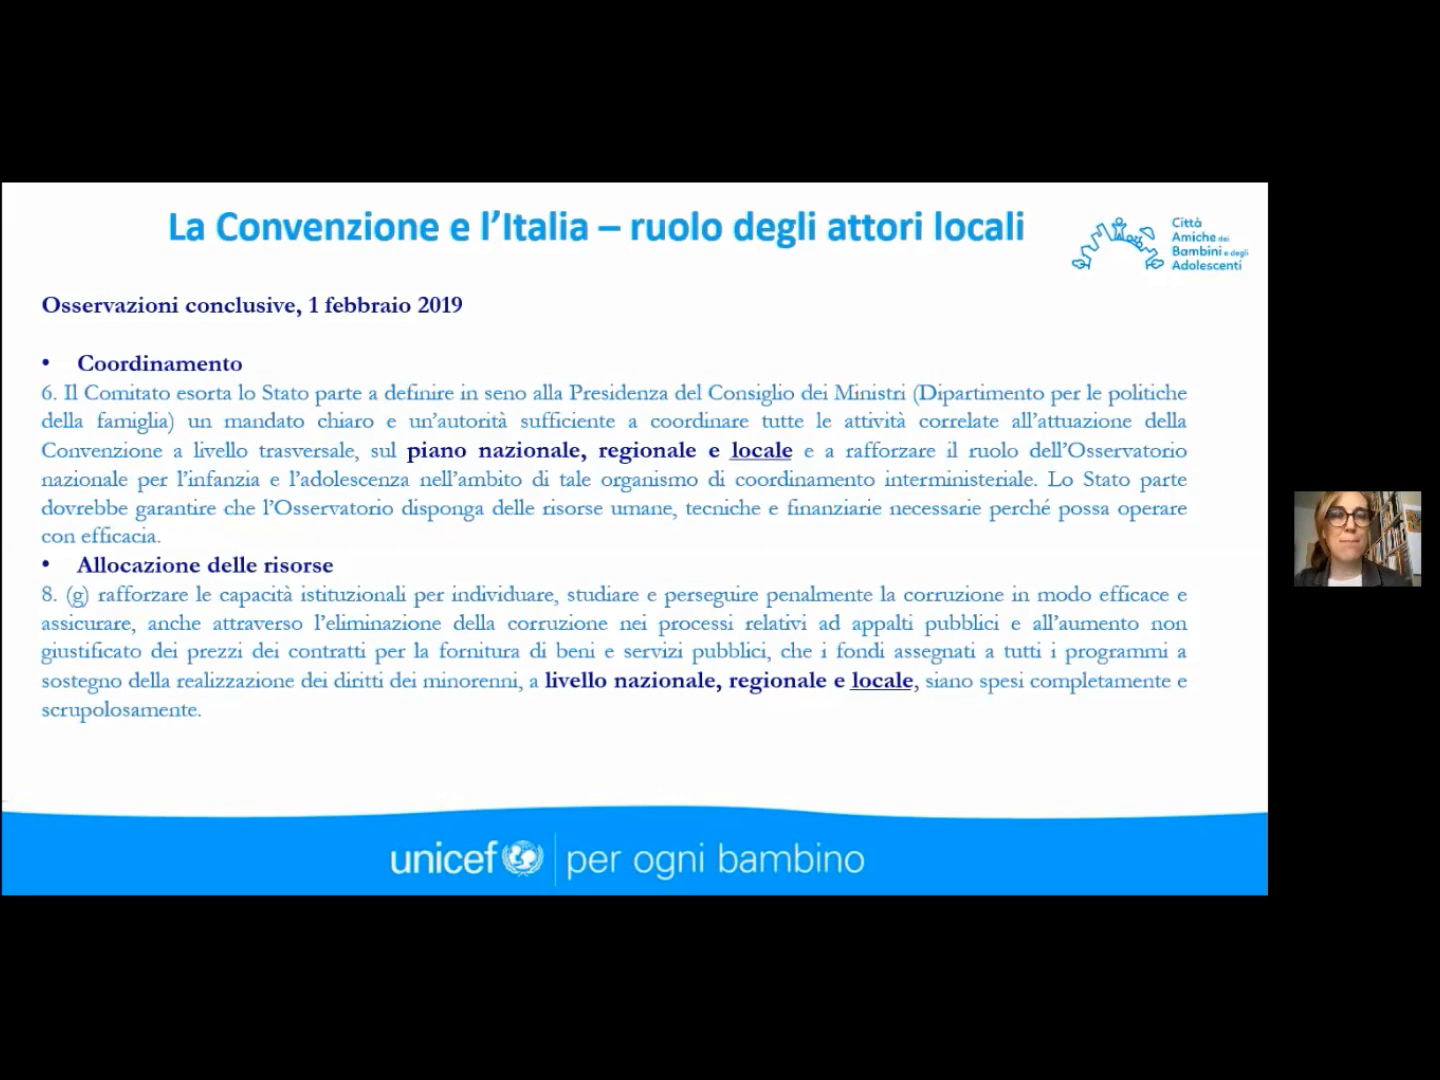 La Convenzione e l'Italia – ruolo degli attori locali
Città
Amiche dei
Bambini e degli
Adolescenti
Osservazioni conclusive, 1 febbraio 2019
• Coordinamento
6. Il Comitato esorta lo Stato parte a definire in seno alla Presidenza del Consiglio dei Ministri (Dipartimento per le politiche
della famiglia) un mandato chiaro e un'autorità sufficiente a coordinare tutte le attività correlate all'attuazione della
Convenzione a livello trasversale, sul piano nazionale, regionale e locale e a rafforzare il ruolo dell'Osservatorio
nazionale per l'infanzia e l'adolescenza nell'ambito di tale organismo di coordinamento interministeriale. Lo Stato parte
dovrebbe garantire che l'Osservatorio disponga delle risorse umane, tecniche e finanziarie necessarie perché possa operare
con efficacia.
• Allocazione delle risorse
8. (g) rafforzare le capacità istituzionali per individuare, studiare e perseguire penalmente la corruzione in modo efficace e
assicurare, anche attraverso l'eliminazione della corruzione nei processi relativi ad appalti pubblici e all'aumento non
giustificato dei prezzi dei contratti per la fornitura di beni e servizi pubblici, che i fondi assegnati a tutti i programmi a
sostegno della realizzazione dei diritti dei minorenni, a livello nazionale, regionale e locale, siano spesi completamente e
scrupolosamente.
unicef per ogni bambino